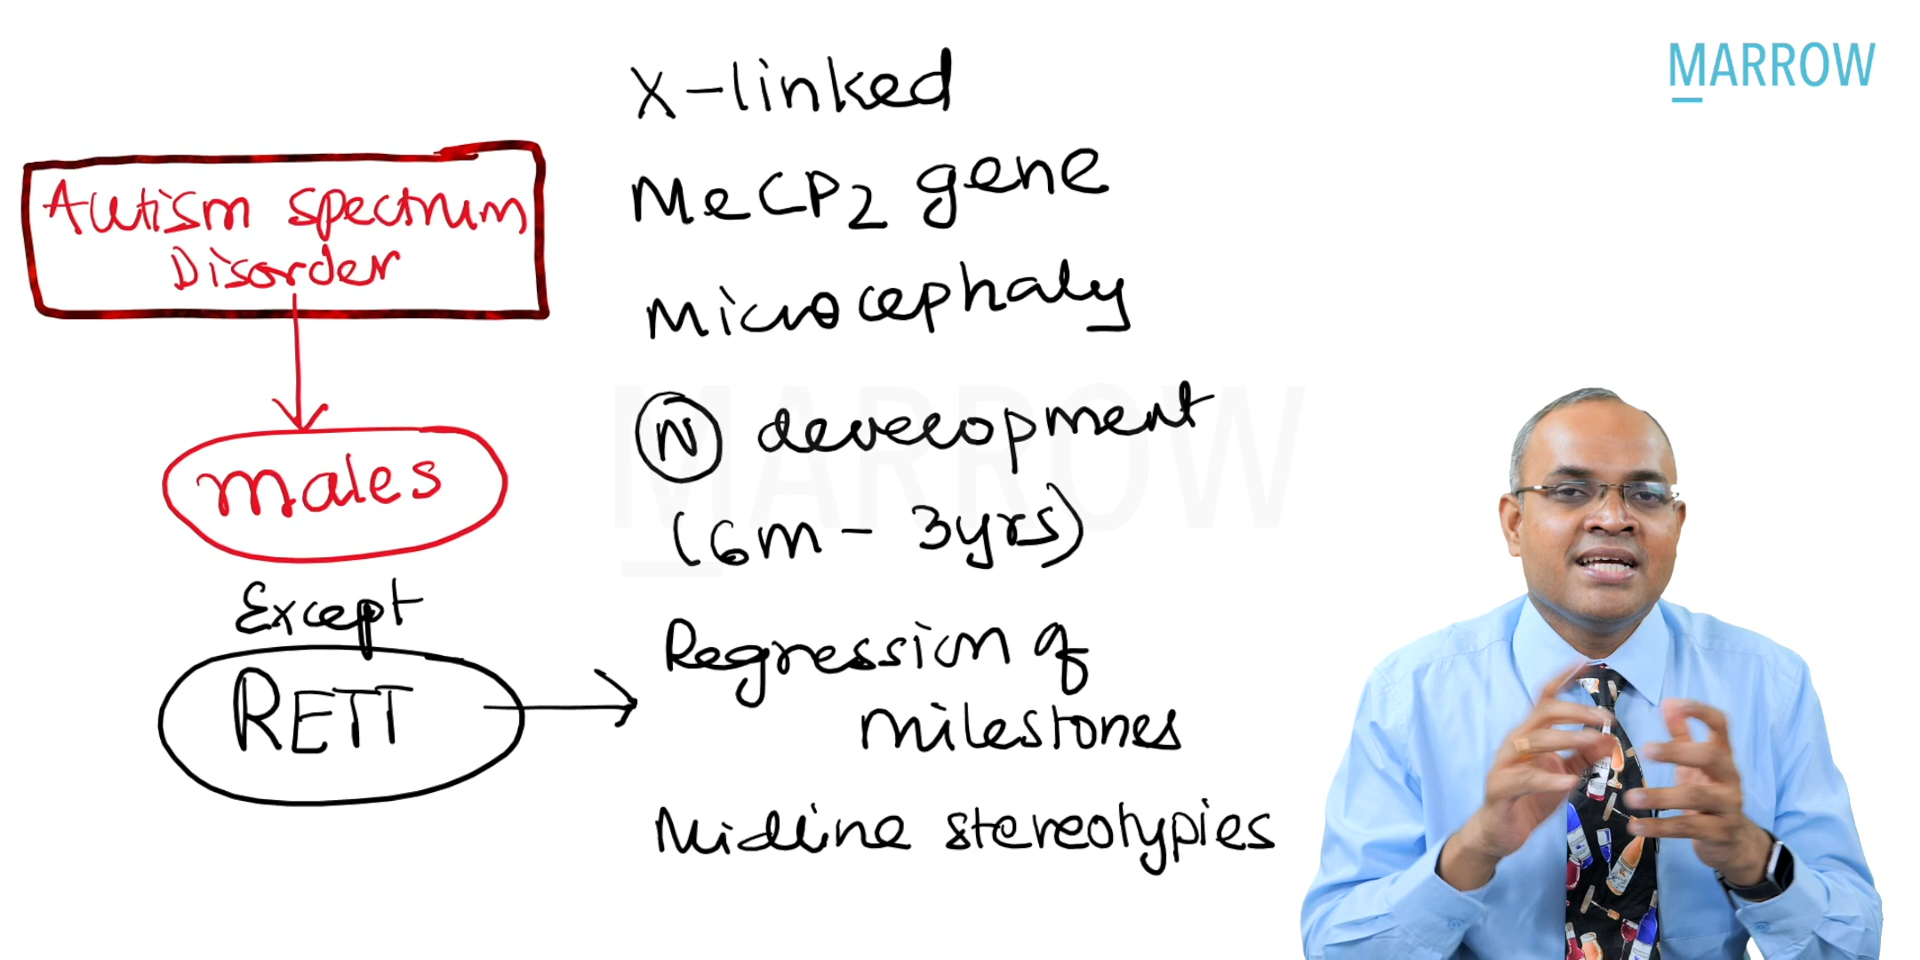 MARROW
Autism spectrum
Disorder
males
Except
RETT
X-linked
MeCP2 gene
Microcephaly
N development
(6m - 3yrs)
Regression of
milestones
Midline stereotypies
MARROW